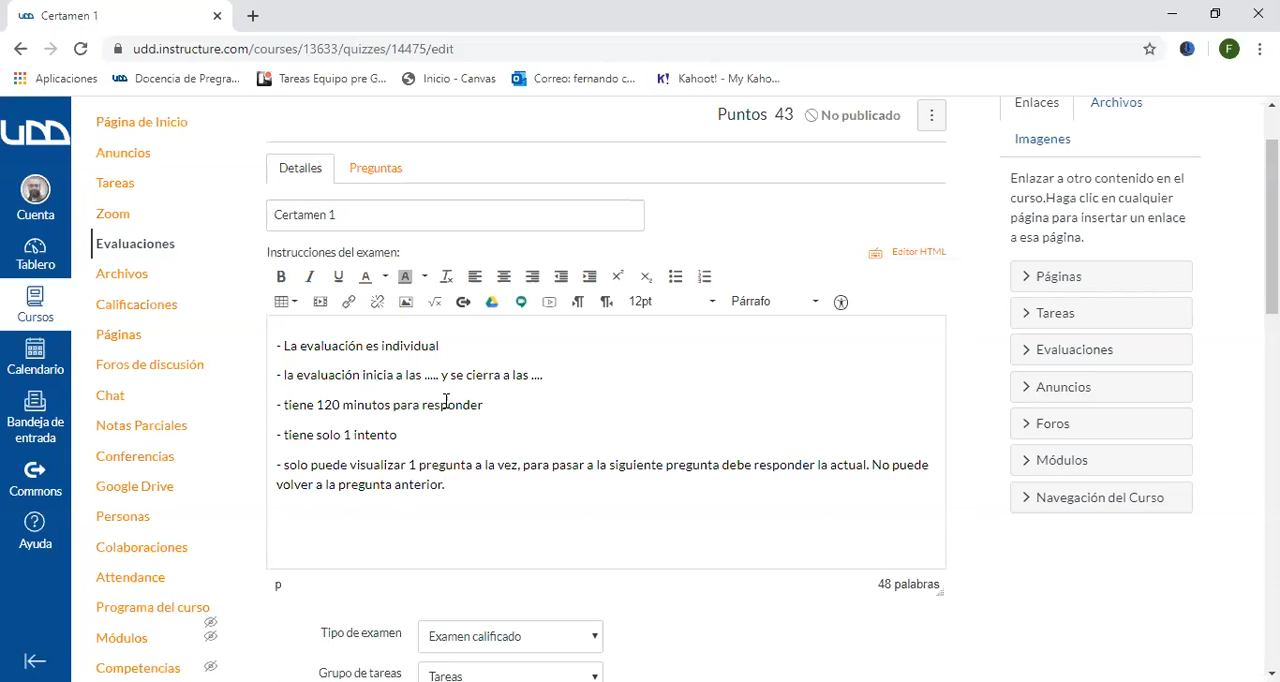 Certamen 1
udd.instructure.com/courses/13633/quizzes/14475/edit
F
Aplicaciones
Docencia de Pregra...
Tareas Equipo pre G...
Inicio - Canvas
Correo: fernando c...
Kahoot! - My Kaho...
UDD
Cuenta
Tablero
Cursos
Calendario
Bandeja de
entrada
Commons
Ayuda
Página de Inicio
Anuncios
Tareas
Zoom
Evaluaciones
Archivos
Calificaciones
Páginas
Foros de discusión
Chat
Notas Parciales
Conferencias
Google Drive
Personas
Colaboraciones
Attendance
Programa del curso
Módulos
Competencias
Puntos 43 No publicado
Detalles
Preguntas
Certamen 1
Instrucciones del examen:
Editor HTML
12pt
Párrafo
- La evaluación es individual
- la evaluación inicia a las ..... y se cierra a las ....
- tiene 120 minutos para responder
- tiene solo 1 intento
- solo puede visualizar 1 pregunta a la vez, para pasar a la siguiente pregunta debe responder la actual. No puede
volver a la pregunta anterior.
p
48 palabras
Tipo de examen
Examen calificado
Grupo de tareas
Tareas
Enlaces
Archivos
Imagenes
Enlazar a otro contenido en el
curso.Haga clic en cualquier
página para insertar un enlace
a esa página.
Páginas
Tareas
Evaluaciones
Anuncios
Foros
Módulos
Navegación del Curso